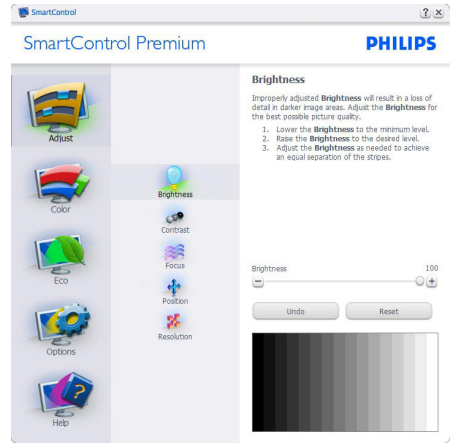 SmartControl
? ×
SmartControl Premium
PHILIPS
Adjust
Color
Eco
Options
Help
Brightness
Contrast
Focus
Position
Resolution
Brightness
Improperly adjusted Brightness will result in a loss of
detail in darker image areas. Adjust the Brightness for
the best possible picture quality.
1. Lower the Brightness to the minimum level.
2. Raise the Brightness to the desired level.
3. Adjust the Brightness as needed to achieve
an equal separation of the stripes.
Brightness 100
Undo Reset